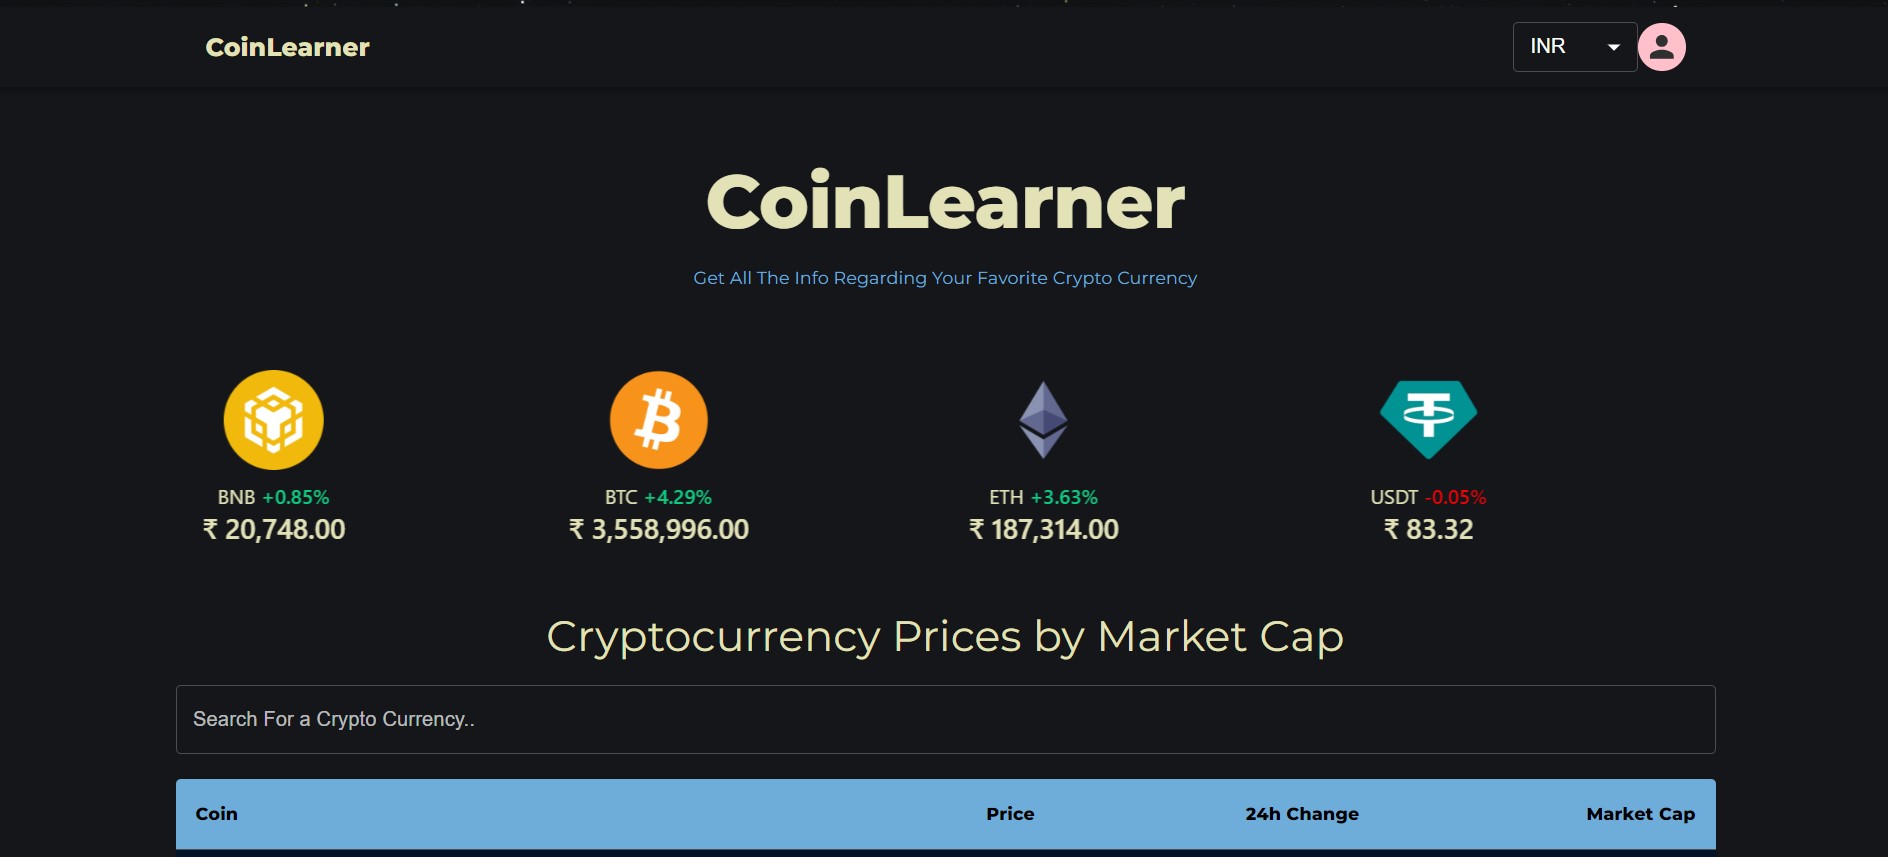 CoinLearner
INR
CoinLearner
Get All The Info Regarding Your Favorite Crypto Currency
BNB +0.85%
₹ 20,748.00
BTC +4.29%
₹ 3,558,996.00
ETH +3.63%
₹ 187,314.00
USDT -0.05%
₹ 83.32
Cryptocurrency Prices by Market Cap
Search For a Crypto Currency..
Coin Price 24h Change Market Cap